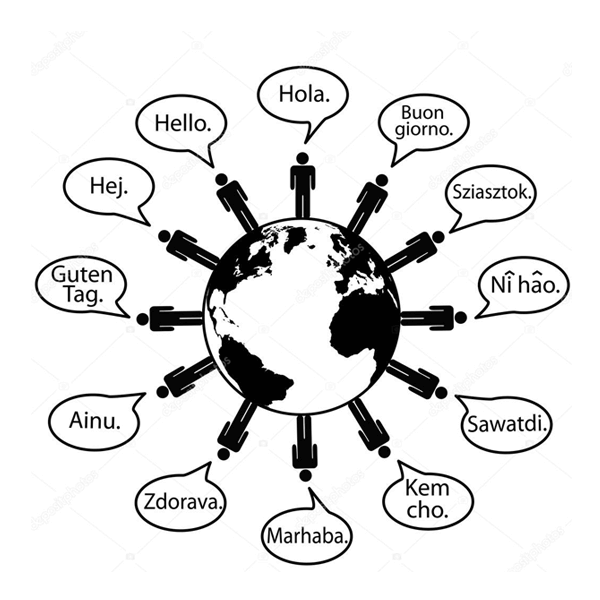 Hola.
Buon
giorno.
Sziasztok.
Nî hâo.
Sawatdi.
Kem
cho.
Marhaba.
Zdorava.
Ainu.
Guten
Tag.
Hej.
Hello.